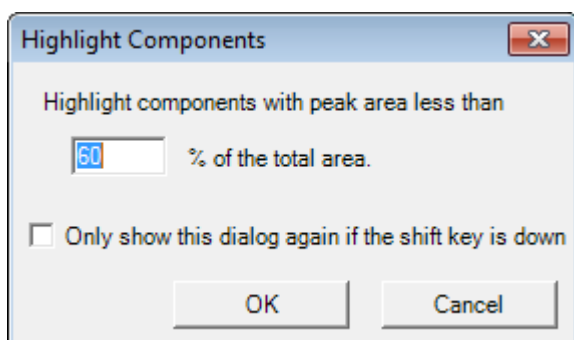 Highlight Components
Highlight components with peak area less than
60 % of the total area.
Only show this dialog again if the shift key is down
OK Cancel